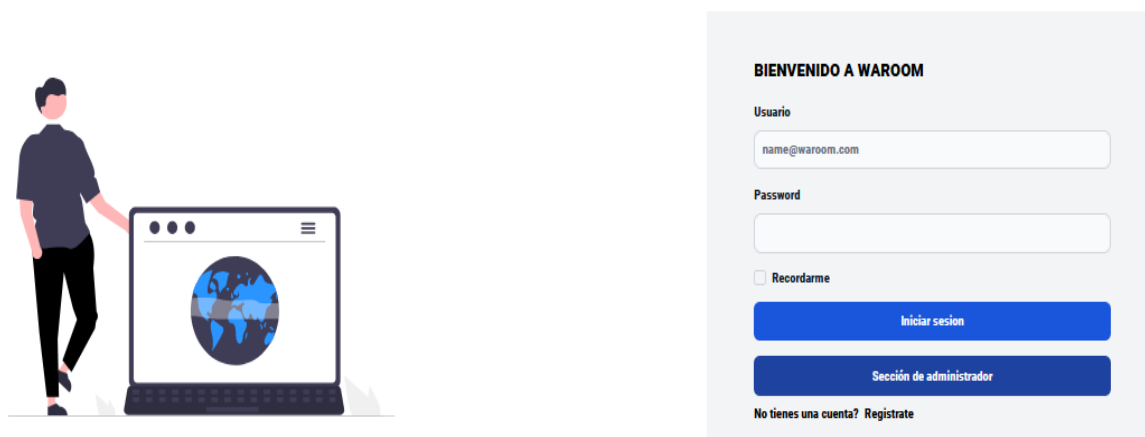 BIENVENIDO A WAROOM
Usuario
name@waroom.com
Password
Recordarme
Iniciar sesion
Sección de administrador
No tienes una cuenta? Registrate